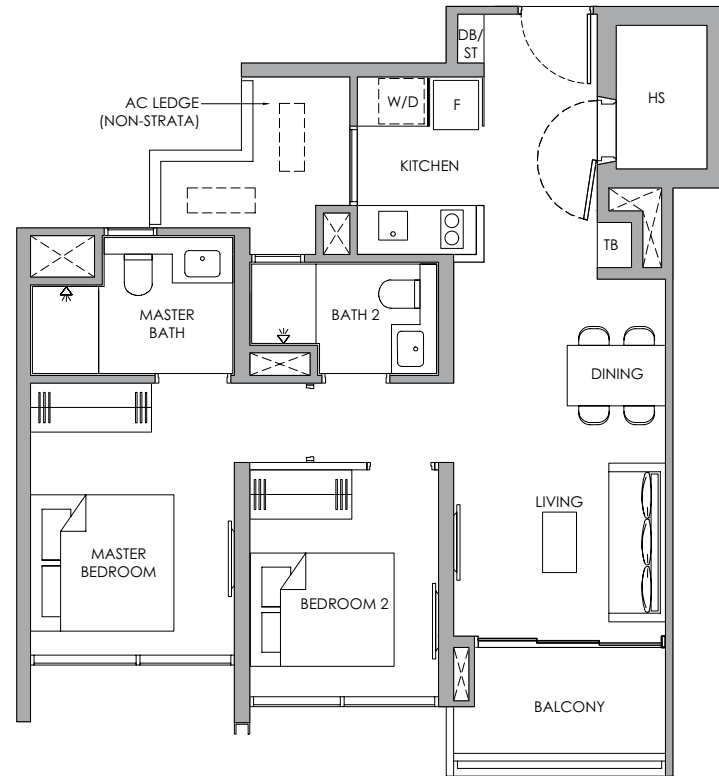 DB/
ST
HS
AC LEDGE
(NON-STRATA)
W/D
F
KITCHEN
TB
MASTER
BATH
BATH 2
DINING
LIVING
MASTER
BEDROOM
BEDROOM 2
BALCONY